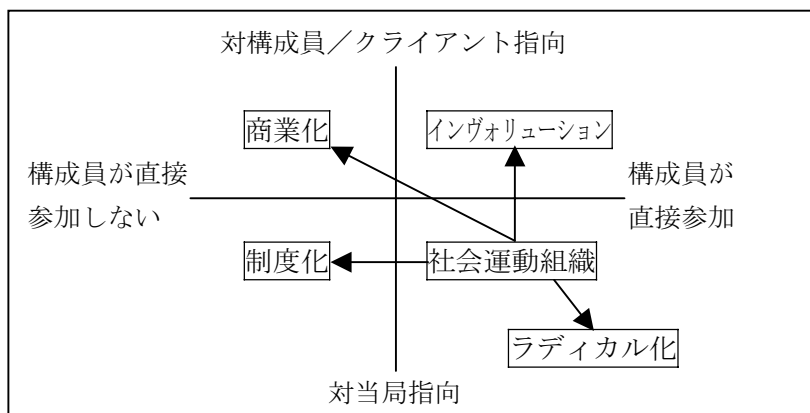 対構成員／クライアント指向
商業化
インヴォリューション
構成員が直接
参加しない
構成員が
直接参加
制度化
社会運動組織
ラディカル化
対当局指向